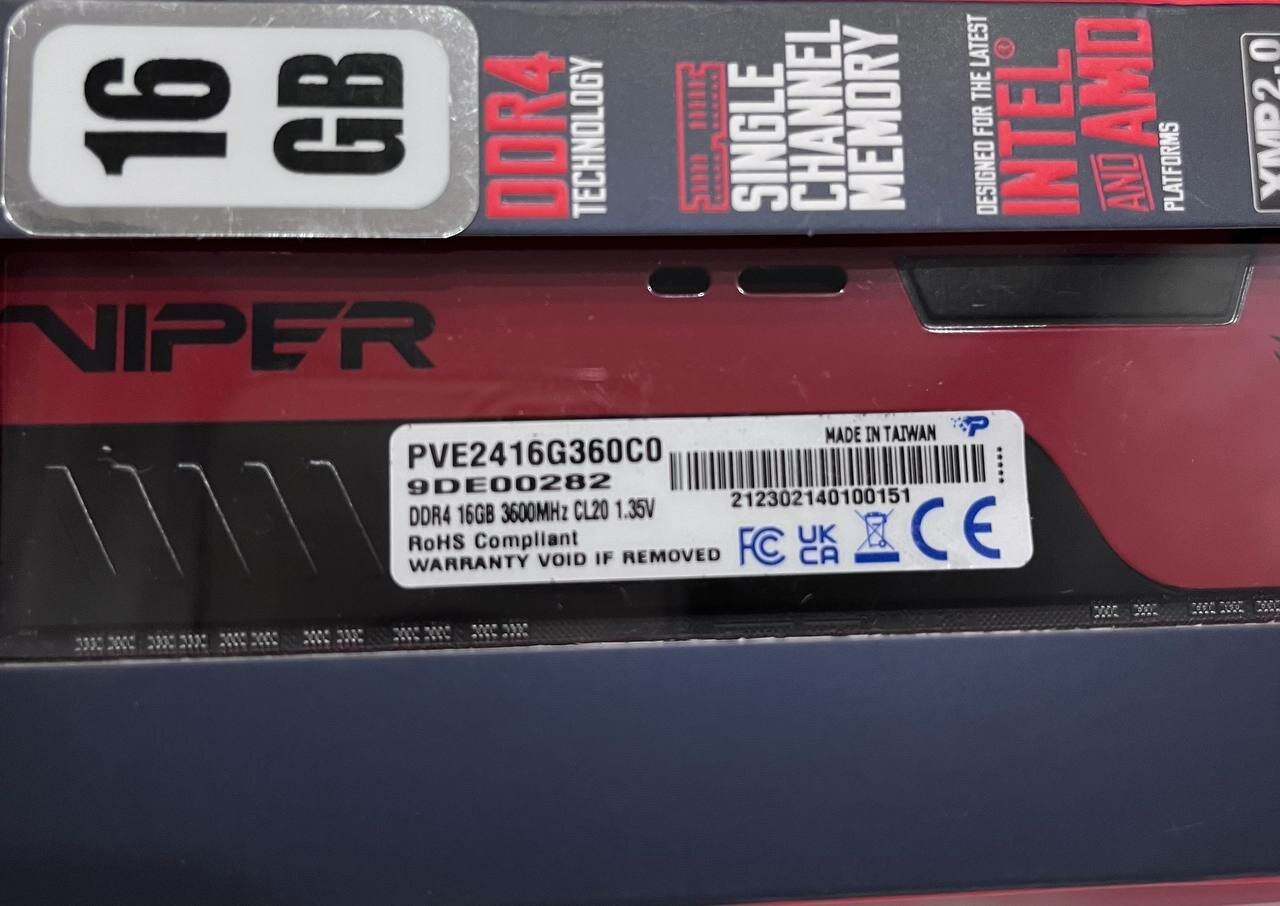 16
GB
DDR4
TECHNOLOGY
SINGLE
CHANNEL
MEMORY
DESIGNED FOR THE LATEST
INTEL
AND AMD
PLATFORMS
XMP2.0
VIPER
PVE2416G360C0
MADE IN TAIWAN
9DE00282
212302140100151
DDR4 16GB 3600MHz CL20 1.35V
RoHS Compliant
WARRANTY VOID IF REMOVED
FC
UK
CA
CE